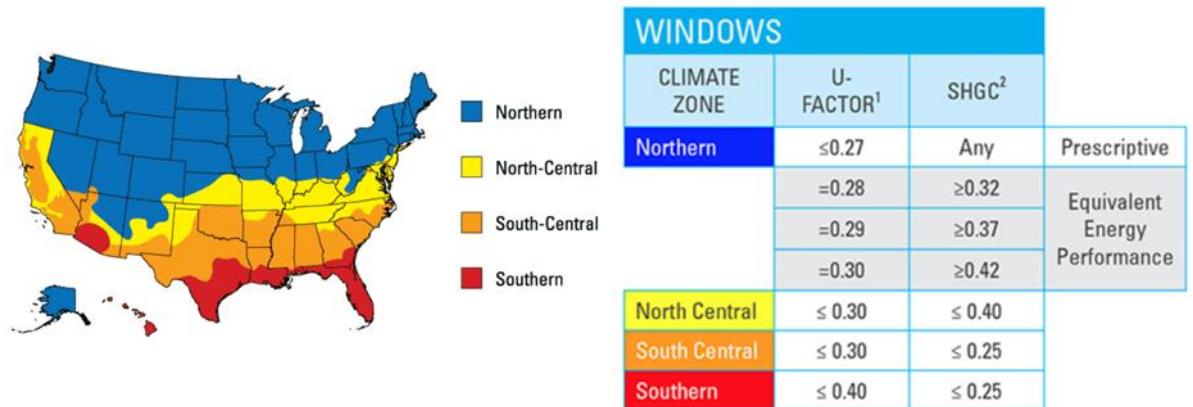 Northern
North-Central
South-Central
Southern
WINDOWS
CLIMATE
ZONE
U-
FACTOR¹
SHGC²
Northern
≤0.27
Any
Prescriptive
=0.28
≥0.32
=0.29
≥0.37
=0.30
≥0.42
Equivalent
Energy
Performance
North Central
≤ 0.30
≤ 0.40
South Central
≤ 0.30
≤ 0.25
Southern
≤ 0.40
≤ 0.25